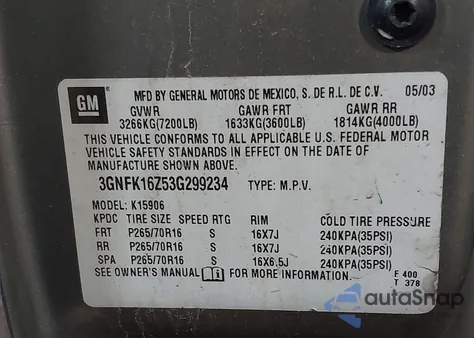 GM
MFD BY GENERAL MOTORS DE MEXICO, S. DE R.L. DE C.V. 05/03
GVWR GAWR FRT GAWR RR
3266KG(7200LB) 1633KG(3600LB) 1814KG(4000LB)
THIS VEHICLE CONFORMS TO ALL APPLICABLE U.S. FEDERAL MOTOR
VEHICLE SAFETY STANDARDS IN EFFECT ON THE DATE OF
MANUFACTURE SHOWN ABOVE.
3GNFK16Z53G299234 TYPE: M.P.V.
MODEL: K15906
KPDC TIRE SIZE SPEED RTG RIM COLD TIRE PRESSURE
FRT P265/70R16 S 16X7J 240KPA(35PSI)
RR P265/70R16 S 16X7J 240KPA(35PSI)
SPA P265/70R16 S 16X6.5J 240KPA(35PSI)
SEE OWNER'S MANUAL FOR MORE INFORMATION. F 400
T 378
autoSnap